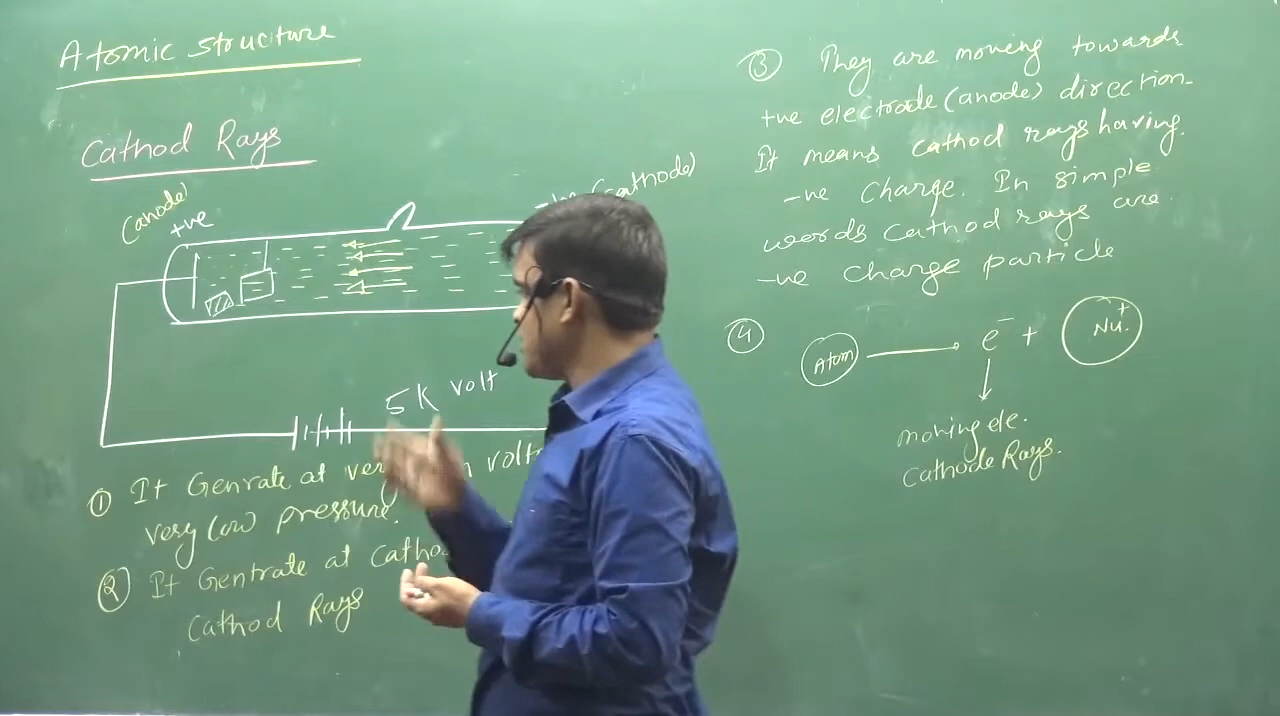 Atomic structure
Cathod Rays
(anode)
+ve
(cathode)
5K volt
① It Genrate at very volt
very low pressure.
② It Gentrate at catho
Cathod Rays
③ They are moving towards
+ve electrode (anode) direction-
It means cathod rays having.
-ve charge. In simple
words cathod rays are
-ve charge particle
④ Atom → e⁻ + Nu.⁺
moving ele.
Cathode Rays.